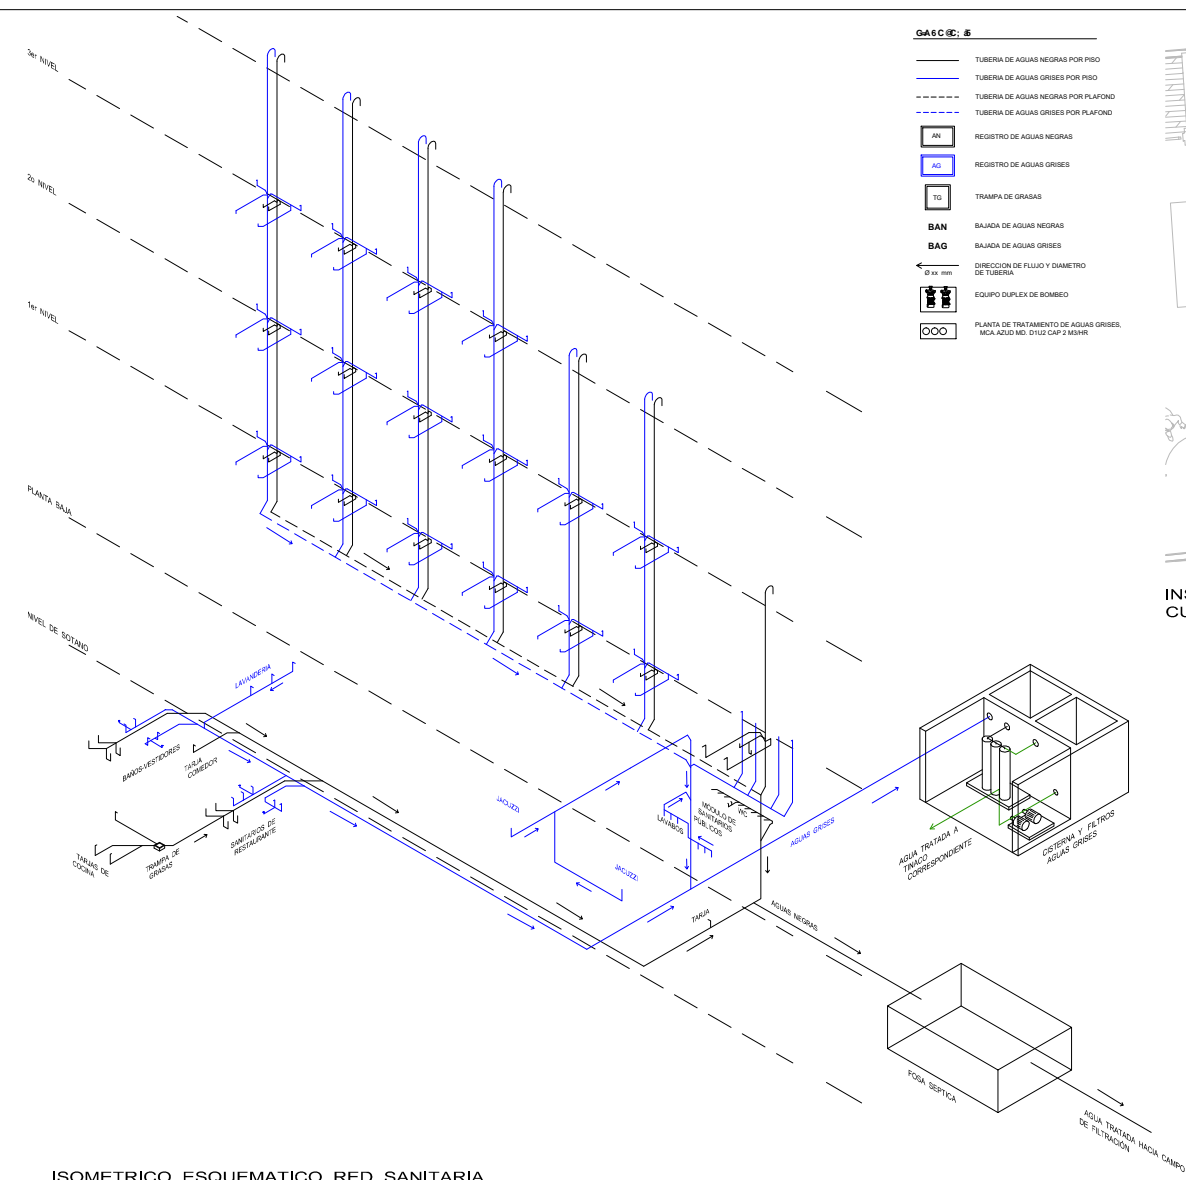 3er NIVEL
2o NIVEL
1er NIVEL
PLANTA BAJA
NIVEL DE SOTANO
TUBERIA DE AGUAS NEGRAS POR PISO
TUBERIA DE AGUAS GRISES POR PISO
TUBERIA DE AGUAS NEGRAS POR PLAFOND
TUBERIA DE AGUAS GRISES POR PLAFOND
AN
REGISTRO DE AGUAS NEGRAS
AG
REGISTRO DE AGUAS GRISES
TG
TRAMPA DE GRASAS
BAN
BAJADA DE AGUAS NEGRAS
BAG
BAJADA DE AGUAS GRISES
Ø xx mm
DIRECCION DE FLUJO Y DIAMETRO
DE TUBERIA
EQUIPO DUPLEX DE BOMBEO
PLANTA DE TRATAMIENTO DE AGUAS GRISES,
MCA. AZUD MD. D1U2 CAP 2 M3/HR
LAVANDERIA
BAÑOS-VESTIDORES
TARJA
COMEDOR
TARJAS DE
COCINA
TRAMPA DE
GRASAS
SANITARIOS DE
RESTAURANTE
JACUZZI
JACUZZI
LAVABOS
MÓDULO DE
SANITARIOS
PÚBLICOS
WC
AGUAS GRISES
TARJA
AGUAS NEGRAS
AGUA TRATADA A
TINACO
CORRESPONDIENTE
CISTERNA Y FILTROS
AGUAS GRISES
FOSA SEPTICA
AGUA TRATADA HACIA CAMPO
DE FILTRACIÓN
ISOMETRICO ESQUEMATICO RED SANITARIA